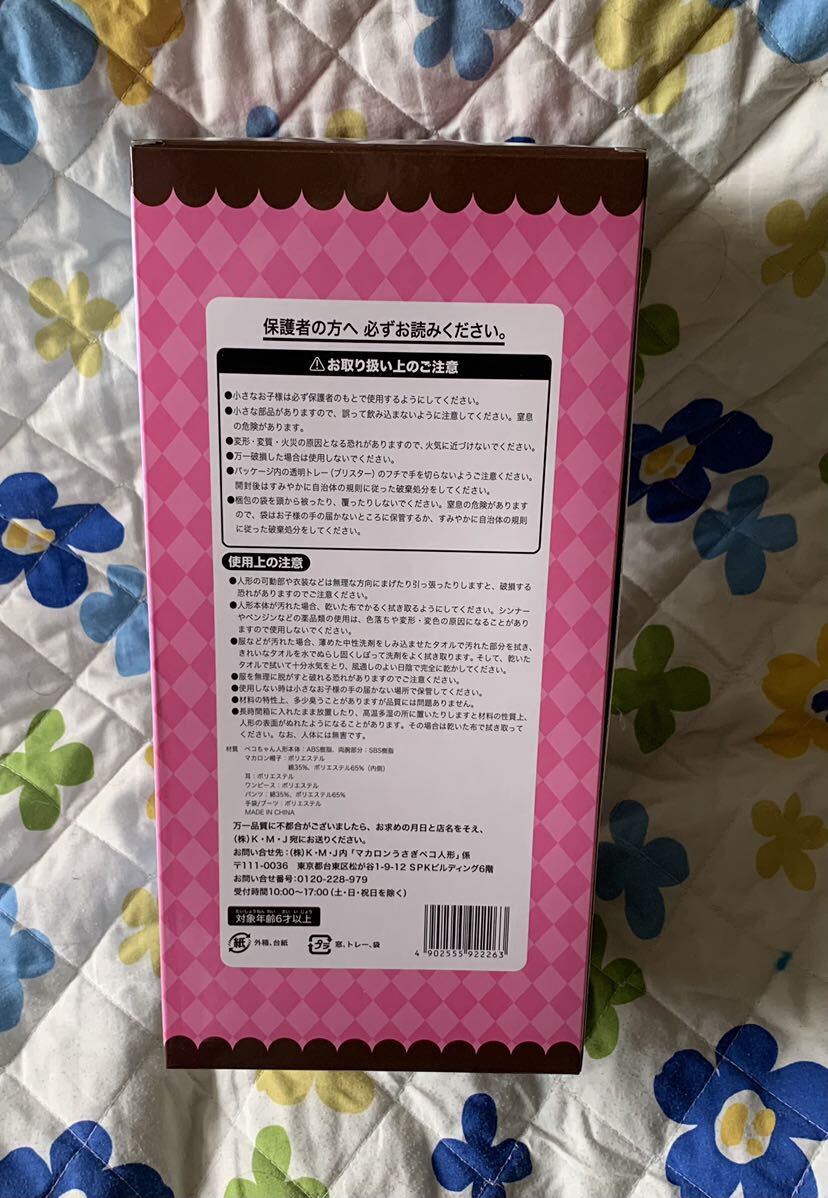 保護者の方へ 必ずお読みください。
お取り扱い上のご注意
●小さなお子様は必ず保護者のもとで使用するようにしてください。
●小さな部品がありますので、誤って飲み込まないように注意してください。窒息
の危険があります。
●変形・変質・火災の原因となる恐れがありますので、火気に近づけないでください。
●万一破損した場合は使用しないでください。
●パッケージ内の透明トレー(ブリスター)のフチで手を切らないようご注意ください。
開封後はすみやかに自治体の規則に従った破棄処分をしてください。
●梱包の袋を頭から被ったり、覆ったりしないでください。窒息の危険があります
ので、袋はお子様の手の届かないところに保管するか、すみやかに自治体の規則
に従った破棄処分をしてください。
使用上の注意
●人形の可動部や衣装などは無理な方向にまげたり引っ張ったりしますと、破損する
恐れがありますのでご注意ください。
●人形本体が汚れた場合、乾いた布でかるく拭き取るようにしてください。シンナー
やベンジンなどの薬品類の使用は、色落ちや変形・変色の原因になることがあり
ますので使用しないでください。
●服などが汚れた場合、薄めた中性洗剤をしみ込ませたタオルで汚れた部分を拭き、
きれいなタオルを水でぬらし固くしぼって洗剤をよく拭き取ります。そして、乾いた
タオルで拭いて十分水気をとり、風通しのよい日陰で完全に乾かしてください。
●服を無理に脱がすと破れる恐れがありますのでご注意ください。
●使用しない時は小さなお子様の手の届かない場所で保管してください。
●材料の特性上、多少臭うことがありますが品質には問題ありません。
●長時間箱に入れたまま放置したり、高温多湿の所に置いたりしますと材料の性質上、
人形の表面がぬれたようになることがあります。その場合は乾いた布で拭き取って
ください。なお、人体には無害です。
材質 ペコちゃん人形本体:ABS樹脂、両腕部分:SBS樹脂
マカロン帽子:ポリエステル
綿35%、ポリエステル65%(内側)
耳:ポリエステル
ワンピース:ポリエステル
パンツ:綿35%、ポリエステル65%
手袋/ブーツ:ポリエステル
MADE IN CHINA
万一品質に不都合がございましたら、お求めの月日と店名をそえ、
(株)K・M・J宛にお送りください。
お問い合せ先:(株)K・M・J内「マカロンうさぎペコ人形」係
〒111-0036 東京都台東区松が谷1-9-12 SPKビルディング6階
お問い合せ番号:0120-228-979
受付時間10:00〜17:00(土・日・祝日を除く)
たいしょうねんれい さい いじょう
対象年齢6才以上
紙 外箱、台紙
プラ 窓、トレー、袋
4 902555 922263